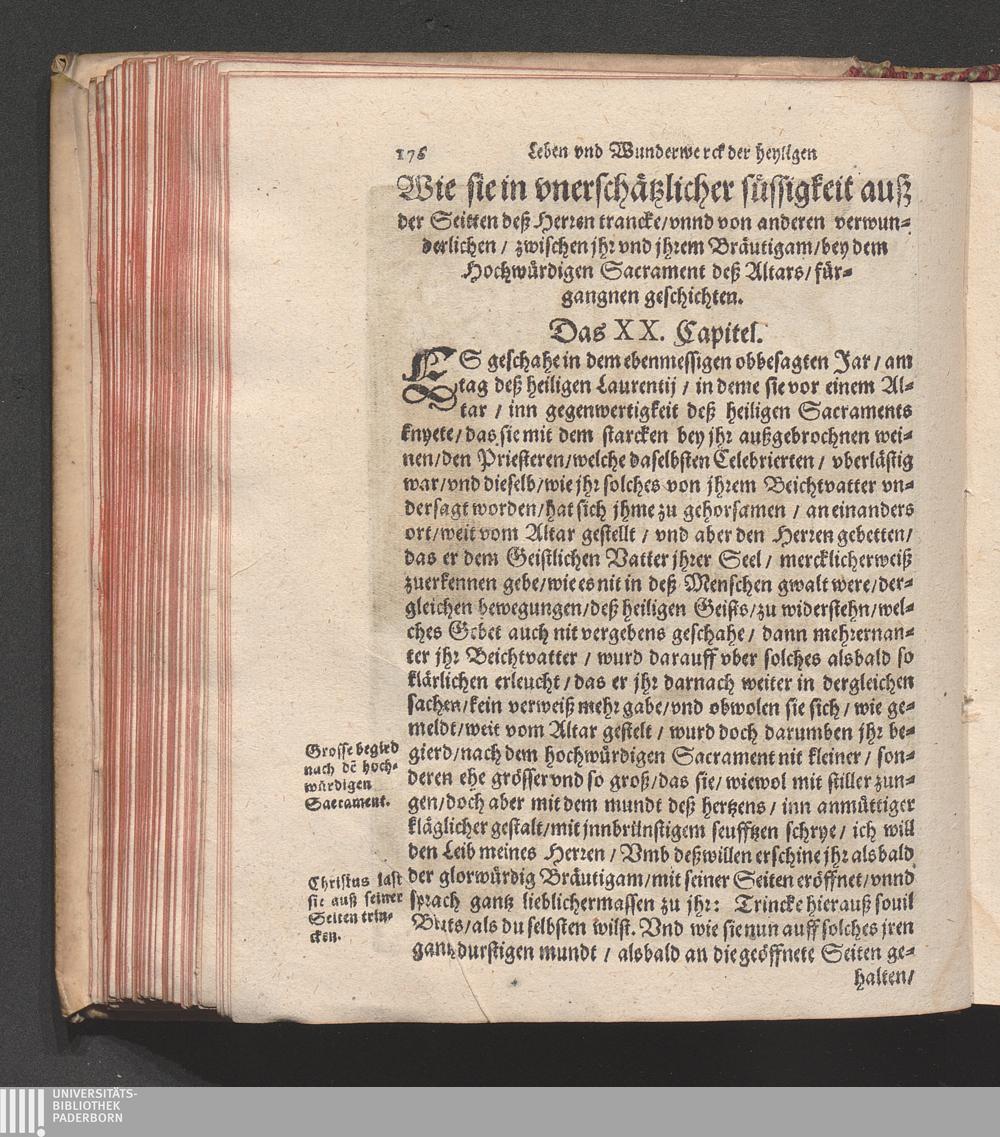 176 Leben vnd Wunderwerck der heyligen
Wie sie in vnerschätzlicher süssigkeit auß
der Seitten deß Herren trancke/vnnd von anderen verwun-
derlichen / zwischen jhr vnd jhrem Bräutigam/bey dem
Hochwürdigen Sacrament deß Altars/für-
gangnen geschichten.
Das XX. Capitel.
ES geschahe in dem ebenmessigen obbesagten Jar / am
tag deß heiligen Laurentij / in deme sie vor einem Al-
tar / inn gegenwertigkeit deß heiligen Sacraments
knyete/das sie mit dem starcken bey jhr außgebrochnen wei-
nen/den Priesteren/welche daselbsten Celebrierten / vberlästig
war/vnd dieselb/wie jhr solches von jhrem Beichtvatter vn-
dersagt worden/hat sich jhme zu gehorsamen / an einanders
ort/weit vom Altar gestellt / vnd aber den Herren gebetten/
das er dem Geistlichen Vatter jhrer Seel / mercklicherweiß
zuerkennen gebe/wie es nit in deß Menschen gwalt were/der-
gleichen bewegungen/deß heiligen Geists/zu widerstehn/wel-
ches Gebet auch nit vergebens geschahe / dann mehrernan-
ter jhr Beichtvatter / wurd darauff vber solches alsbald so
klärlichen erleucht / das er jhr darnach weiter in dergleichen
sachen/kein verweiß mehr gabe/vnd obwolen sie sich / wie ge-
meldt/weit vom Altar gestelt / wurd doch darumben jhr be-
gierd/nach dem hochwürdigen Sacrament nit kleiner / son-
deren ehe grösser vnd so groß/das sie/wiewol mit stiller zun-
gen/doch aber mit dem mundt deß hertzens / inn anmüttiger
kläglicher gestalt/mit jnnbrünstigem seufftzen schrye / ich will
den Leib meines Herren / Vmb deßwillen erschine jhr alsbald
der glorwürdig Bräutigam/mit seiner Seiten eröffnet/vnnd
sprach gantz lieblichermassen zu jhr: Trincke hierauß souil
Bluts/als du selbsten wilst. Vnd wie sie nun auff solches jren
gantz durstigen mundt / alsbald an die geöffnete Seiten ge-
halten/
Grosse begird
nach dē hoch-
würdigen
Sacrament.
Christus last
sie auß seiner
Seiten trin-
cken.
UNIVERSITÄTS-
BIBLIOTHEK
PADERBORN